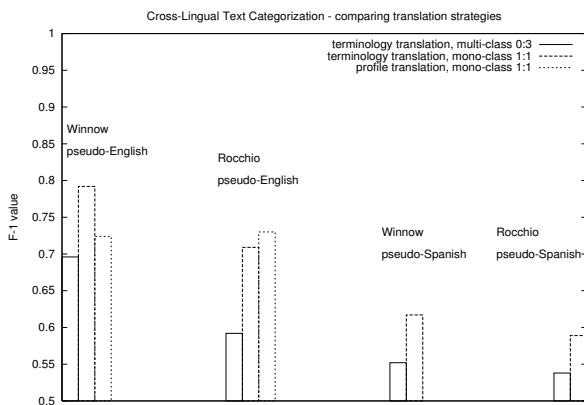 Cross-Lingual Text Categorization - comparing translation strategies
terminology translation, multi-class 0:3
terminology translation, mono-class 1:1
profile translation, mono-class 1:1
1
0.95
0.9
0.85
0.8
0.75
0.7
0.65
0.6
0.55
0.5
F-1 value
Winnow
pseudo-English
Rocchio
pseudo-English
Winnow
pseudo-Spanish
Rocchio
pseudo-Spanish